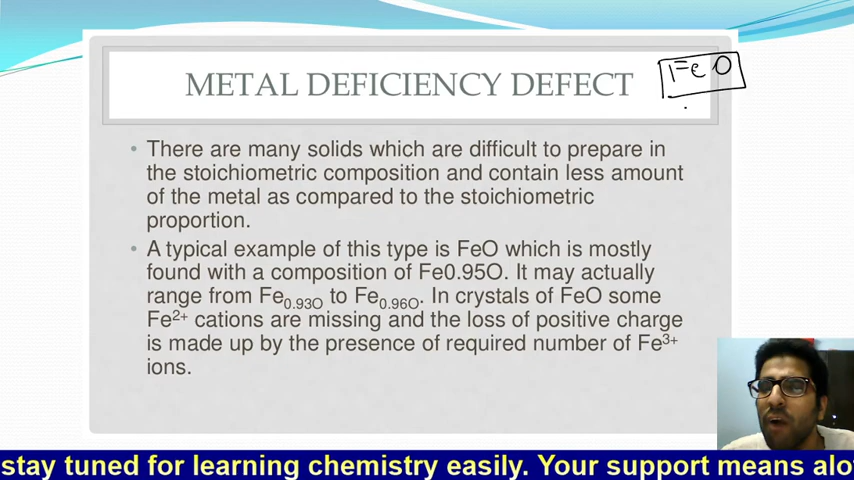 METAL DEFICIENCY DEFECT
FeO
• There are many solids which are difficult to prepare in
the stoichiometric composition and contain less amount
of the metal as compared to the stoichiometric
proportion.
• A typical example of this type is FeO which is mostly
found with a composition of Fe0.95O. It may actually
range from Fe₀.₉₃O to Fe₀.₉₆O. In crystals of FeO some
Fe²⁺ cations are missing and the loss of positive charge
is made up by the presence of required number of Fe³⁺
ions.
stay tuned for learning chemistry easily. Your support means alo